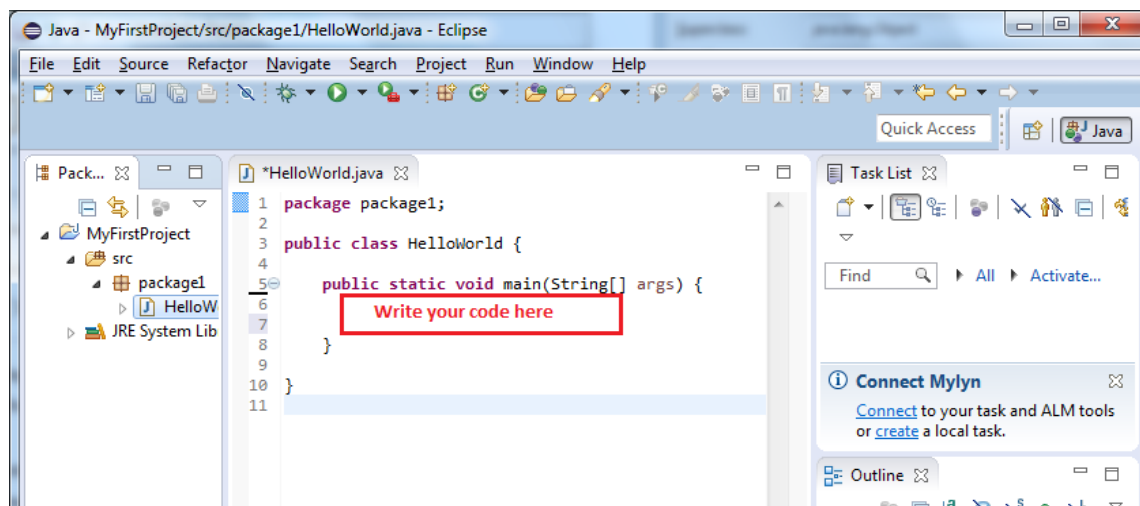 Java - MyFirstProject/src/package1/HelloWorld.java - Eclipse
File Edit Source Refactor Navigate Search Project Run Window Help
Quick Access
Java
Pack...
*HelloWorld.java
Task List
1 package package1;
2
3 public class HelloWorld {
4
5 public static void main(String[] args) {
6
Write your code here
7
8 }
9
10 }
11
MyFirstProject
src
package1
HelloW
JRE System Lib
Find
All
Activate...
Connect Mylyn
Connect to your task and ALM tools
or create a local task.
Outline